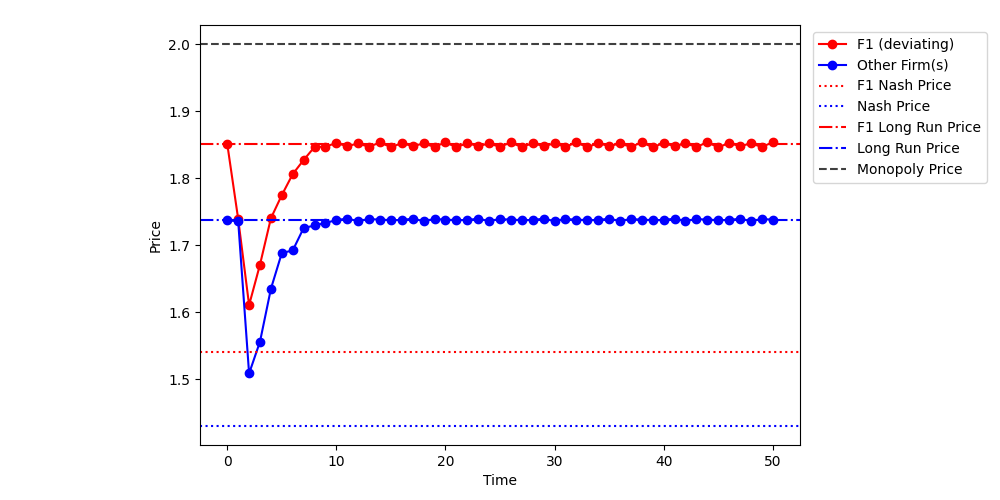 2.0
1.9
1.8
1.7
1.6
1.5
Price
0
10
20
30
40
50
Time
F1 (deviating)
Other Firm(s)
F1 Nash Price
Nash Price
F1 Long Run Price
Long Run Price
Monopoly Price